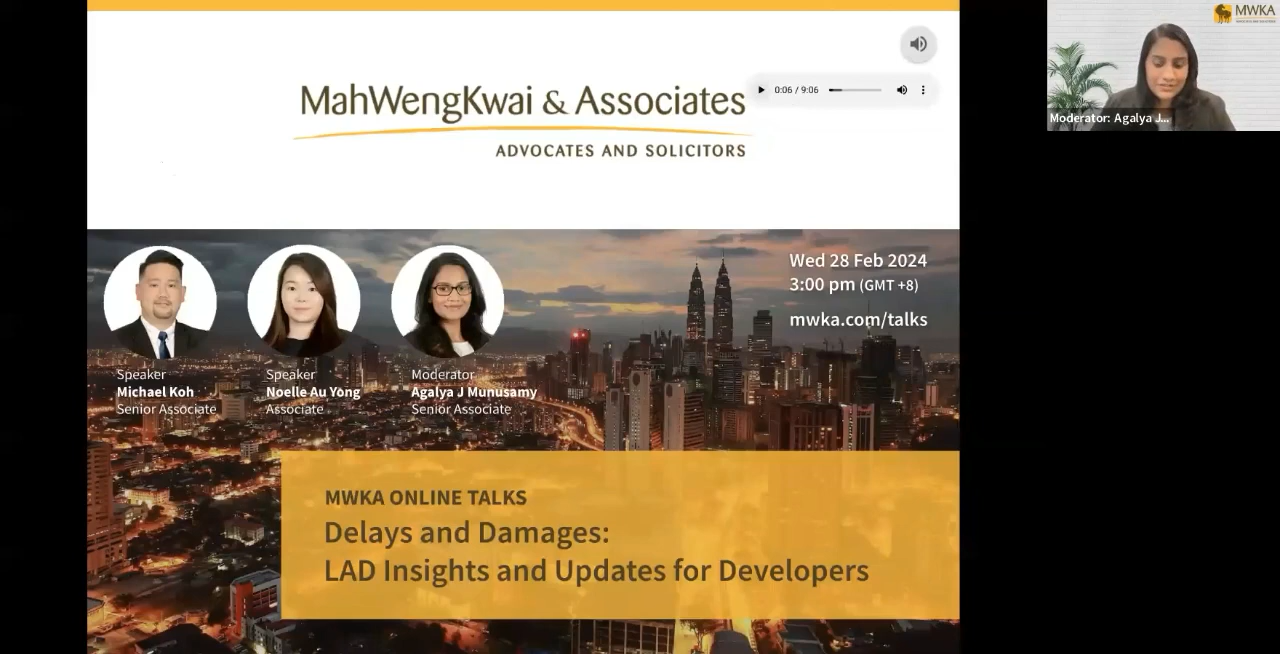 MahWengKwai & Associates
ADVOCATES AND SOLICITORS
0:06 / 9:06
MWKA
Moderator: Agalya J...
Wed 28 Feb 2024
3:00 pm (GMT +8)
mwka.com/talks
Speaker
Michael Koh
Senior Associate
Speaker
Noelle Au Yong
Associate
Moderator
Agalya J Munusamy
Senior Associate
MWKA ONLINE TALKS
Delays and Damages:
LAD Insights and Updates for Developers